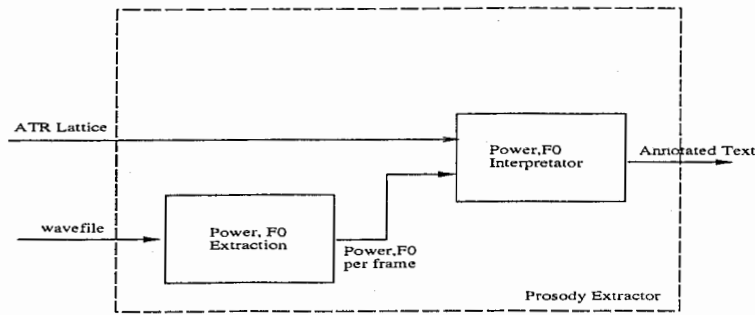 ATR Lattice
Power,F0
Interpretator
Annotated Text
wavefile
Power, F0
Extraction
Power,F0
per frame
Prosody Extractor